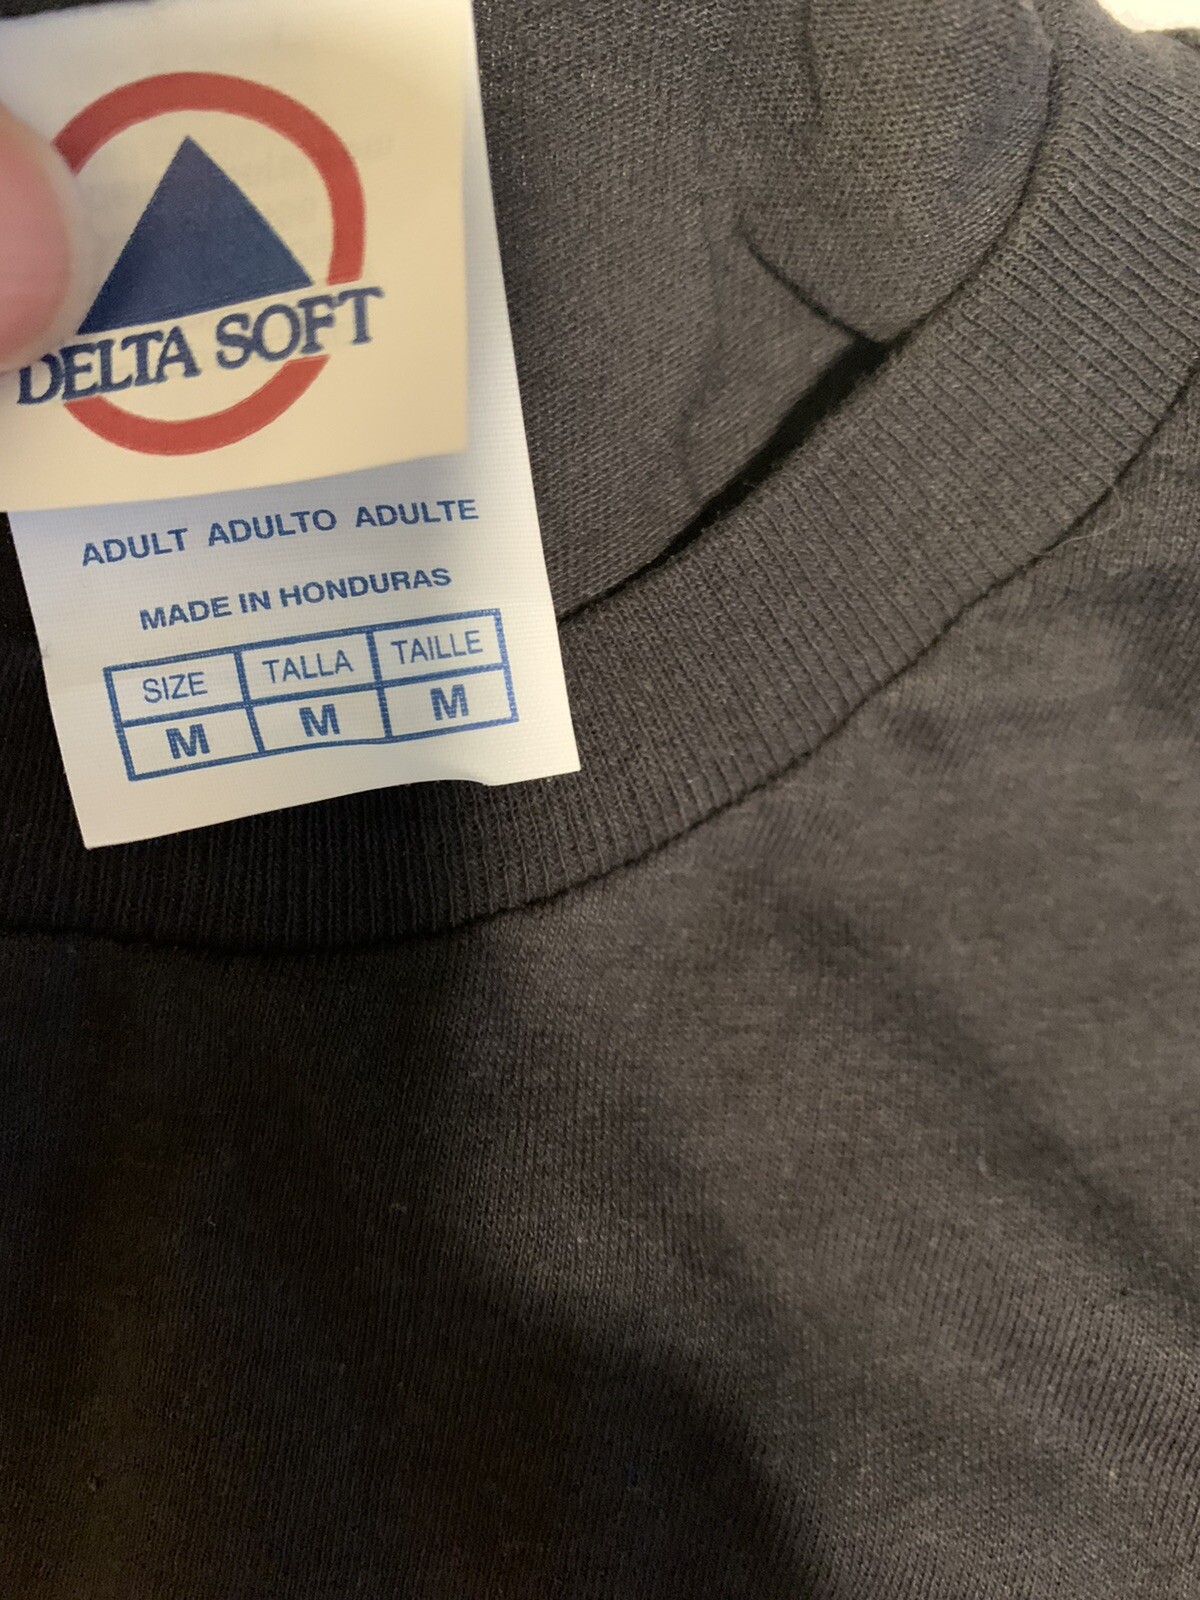 DELTA SOFT
ADULT ADULTO ADULTE
MADE IN HONDURAS
SIZE TALLA TAILLE
M M M